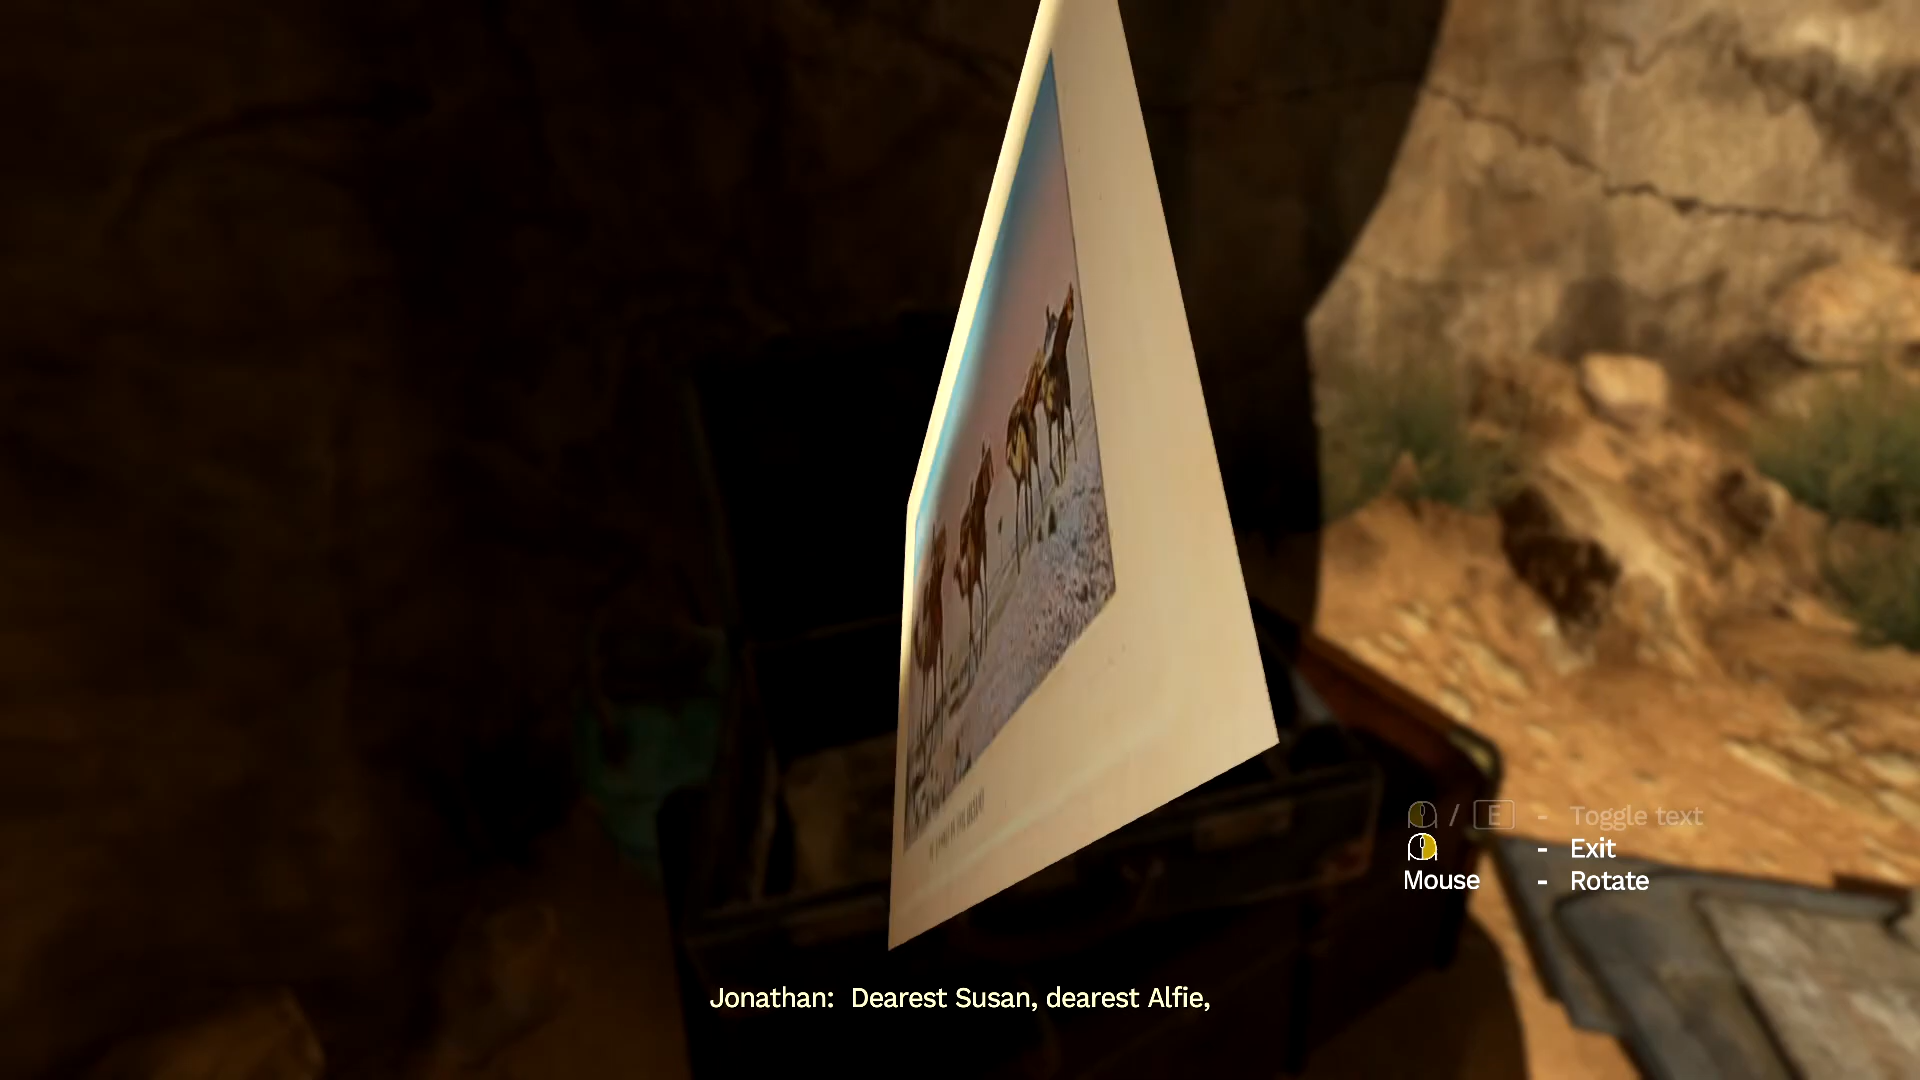 / E - Toggle text
- Exit
Mouse - Rotate
Jonathan: Dearest Susan, dearest Alfie,